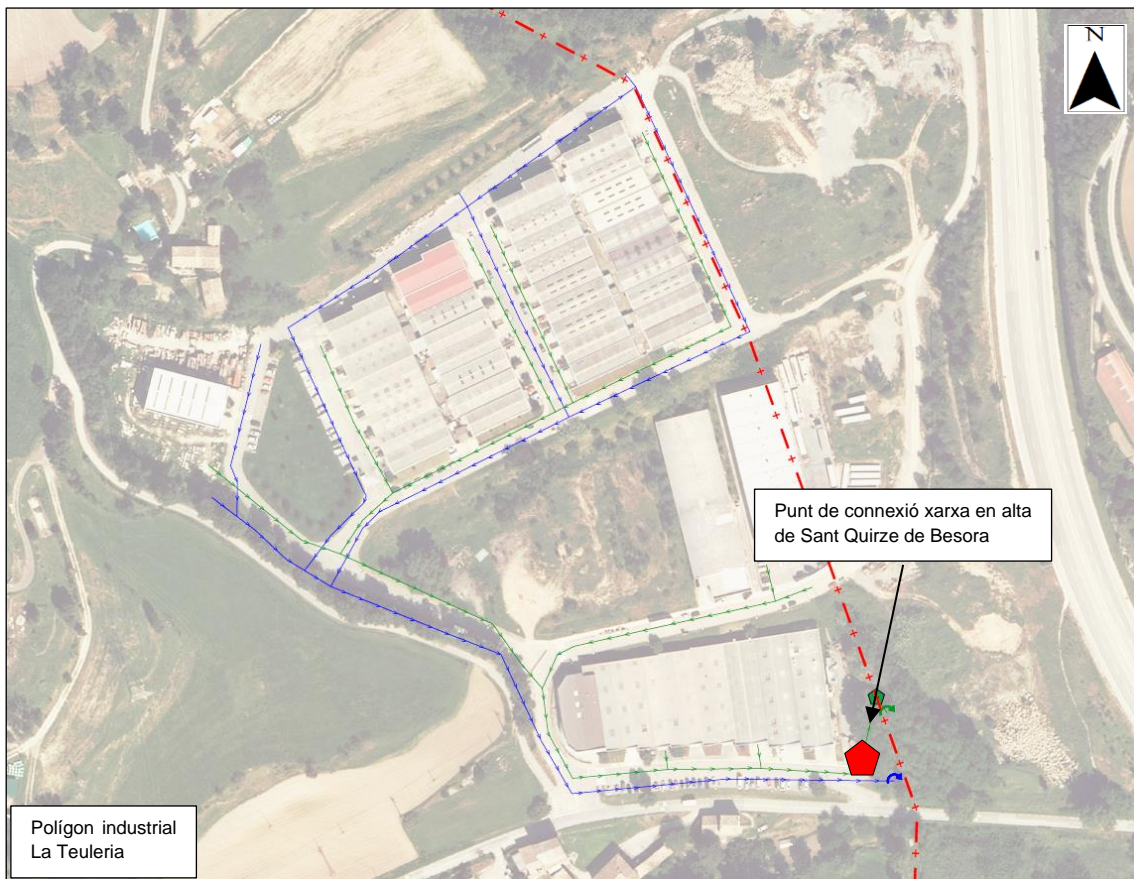 N
Punt de connexió xarxa en alta
de Sant Quirze de Besora
Polígon industrial
La Teuleria